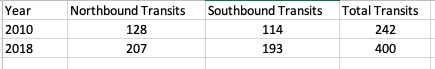 Year Northbound Transits Southbound Transits Total Transits
2010 128 114 242
2018 207 193 400